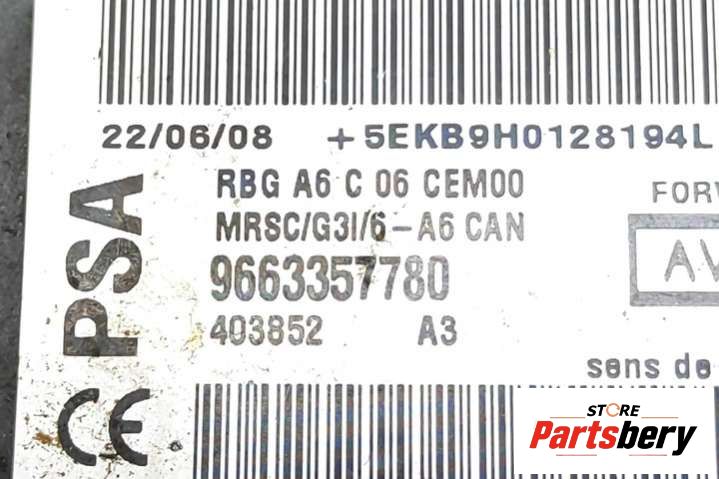 22/06/08 +5EKB9H0128194L
RBG A6 C 06 CEM00
MRSC/G3I/6-A6 CAN
9663357780
403852 A3
PSA
CE
FORW
A.V
sens de
STORE
Partsbery